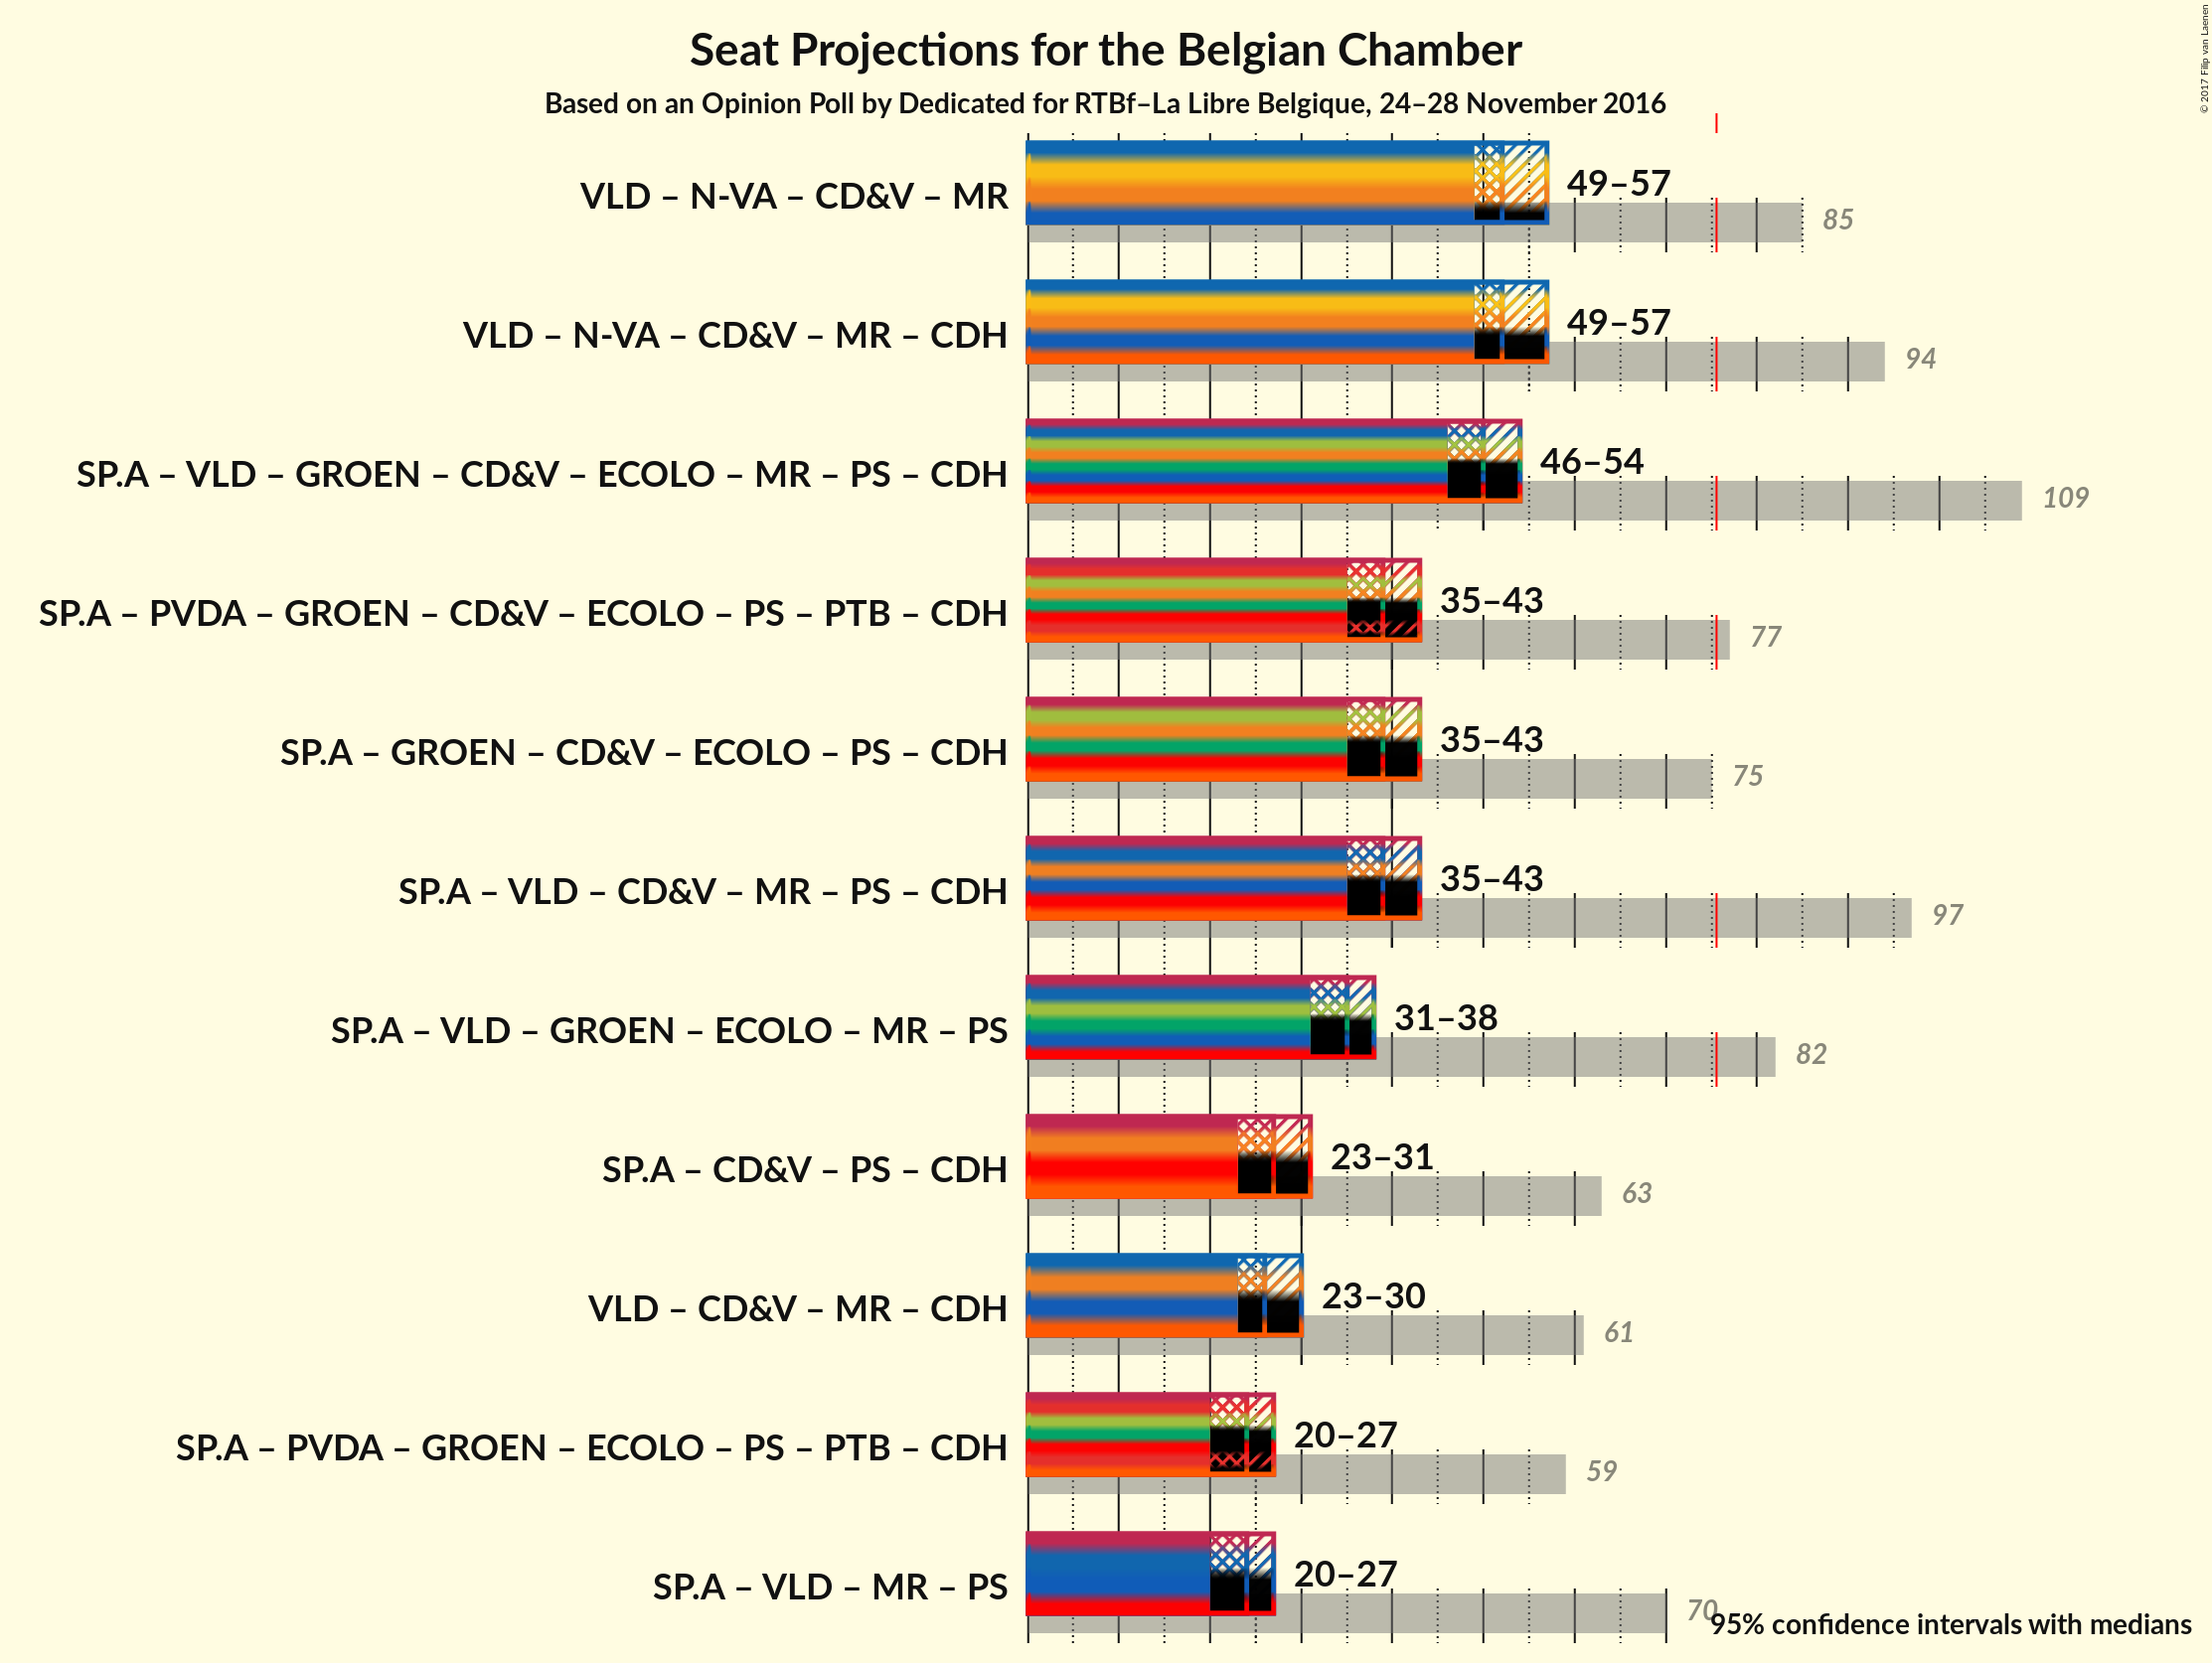 Seat Projections for the Belgian Chamber
Based on an Opinion Poll by Dedicated for RTBf–La Libre Belgique, 24–28 November 2016
© 2017 Filip van Laenen
VLD – N-VA – CD&V – MR
49–57
85
VLD – N-VA – CD&V – MR – CDH
49–57
94
SP.A – VLD – GROEN – CD&V – ECOLO – MR – PS – CDH
46–54
109
SP.A – PVDA – GROEN – CD&V – ECOLO – PS – PTB – CDH
35–43
77
SP.A – GROEN – CD&V – ECOLO – PS – CDH
35–43
75
SP.A – VLD – CD&V – MR – PS – CDH
35–43
97
SP.A – VLD – GROEN – ECOLO – MR – PS
31–38
82
SP.A – CD&V – PS – CDH
23–31
63
VLD – CD&V – MR – CDH
23–30
61
SP.A – PVDA – GROEN – ECOLO – PS – PTB – CDH
20–27
59
SP.A – VLD – MR – PS
20–27
70
95% confidence intervals with medians